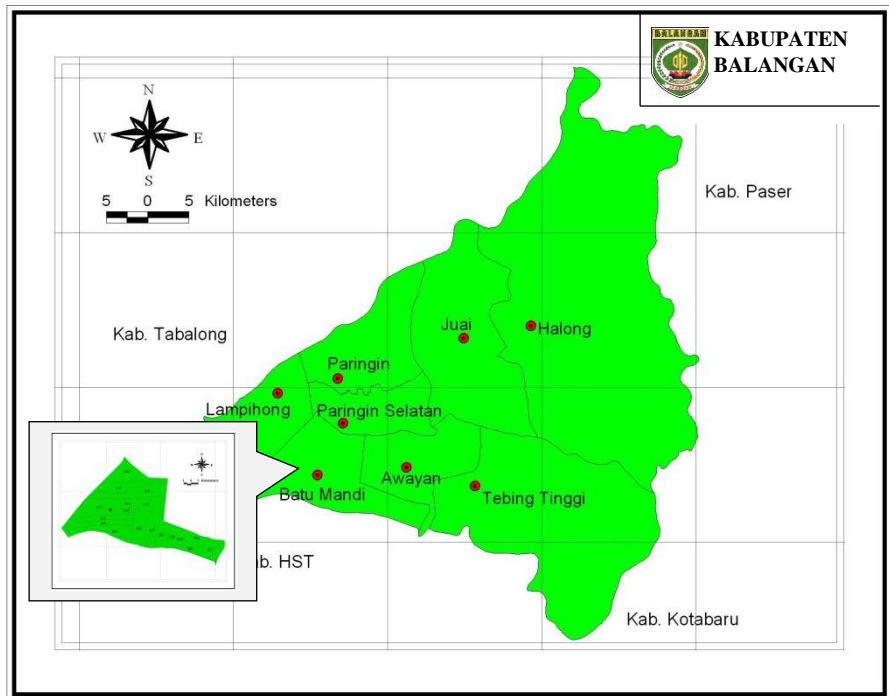 BALANGAN
KABUPATEN
BALANGAN
N
W E
S
5 0 5 Kilometers
Kab. Paser
Kab. Tabalong
Juai
Halong
Paringin
Lampihong
Paringin Selatan
Awayan
Batu Mandi
Tebing Tinggi
b. HST
Kab. Kotabaru